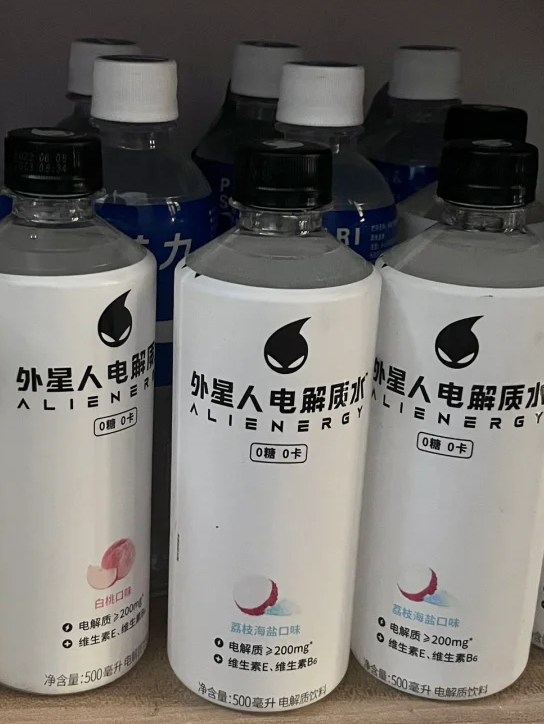 外星人电解质
ALIENER
0糖 0卡
白桃口味
电解质≥200mg*
维生素E、维生素B
净含量:500毫升 电解
外星人电解质水
ALIENERGY
0糖 0卡
荔枝海盐口味
电解质≥200mg*
维生素E、维生素B6
净含量:500毫升 电解质饮料
外星人电解质水
ALIENERGY
0糖 0卡
荔枝海盐口味
电解质≥200mg*
维生素E、维生素B6
净含量:500毫升 电解质饮料
力
P
S
RI